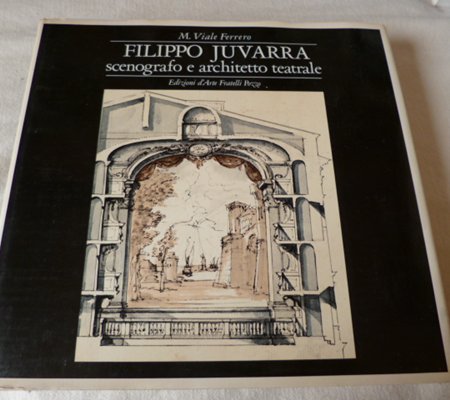 M. Viale Ferrero
FILIPPO JUVARRA
scenografo e architetto teatrale
Edizioni d'Arte Fratelli Pozzo